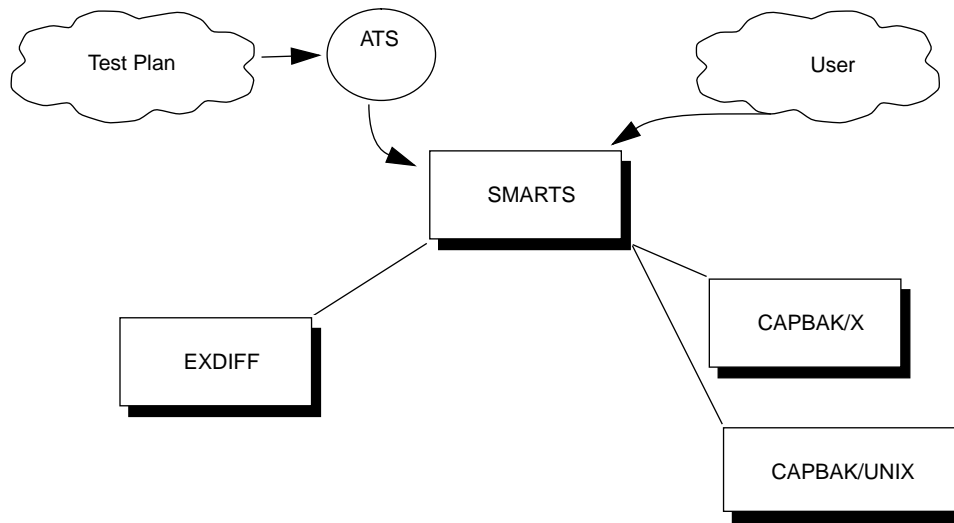 ATS
Test Plan
User
SMARTS
CAPBAK/X
EXDIFF
CAPBAK/UNIX